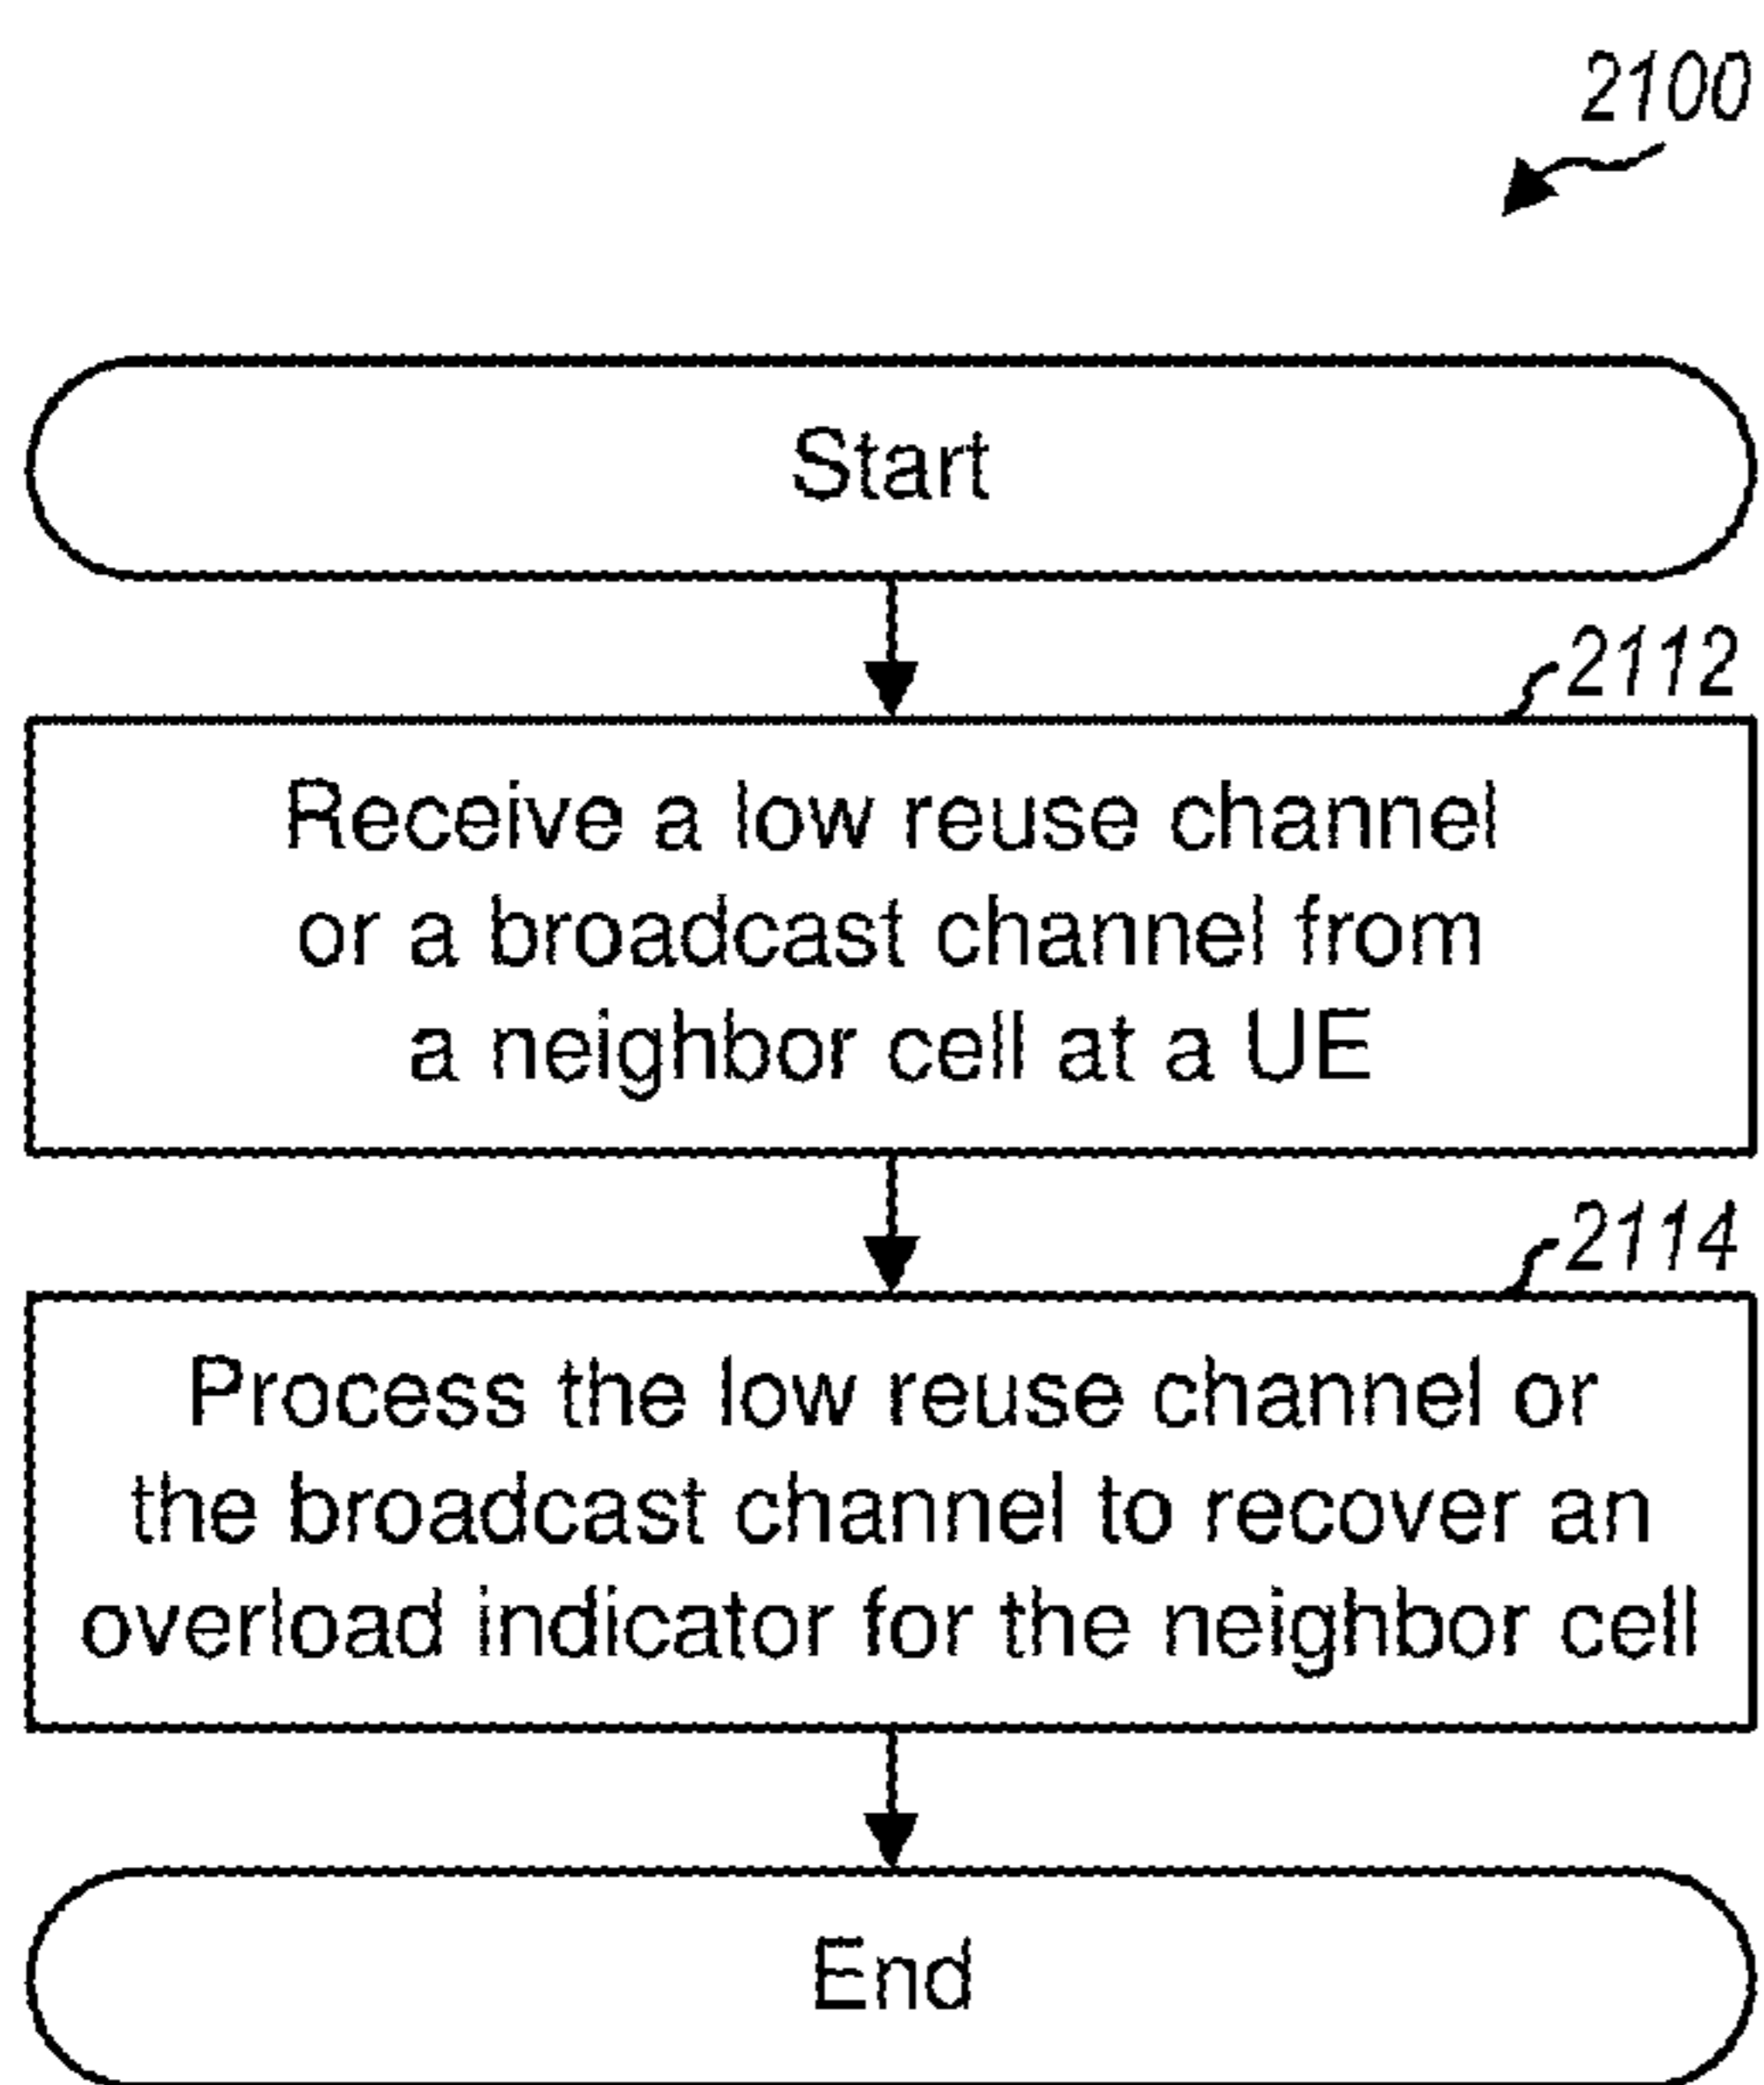 2100
Start
2112
Receive a low reuse channel
or a broadcast channel from
a neighbor cell at a UE
2114
Process the low reuse channel or
the broadcast channel to recover an
overload indicator for the neighbor cell
End